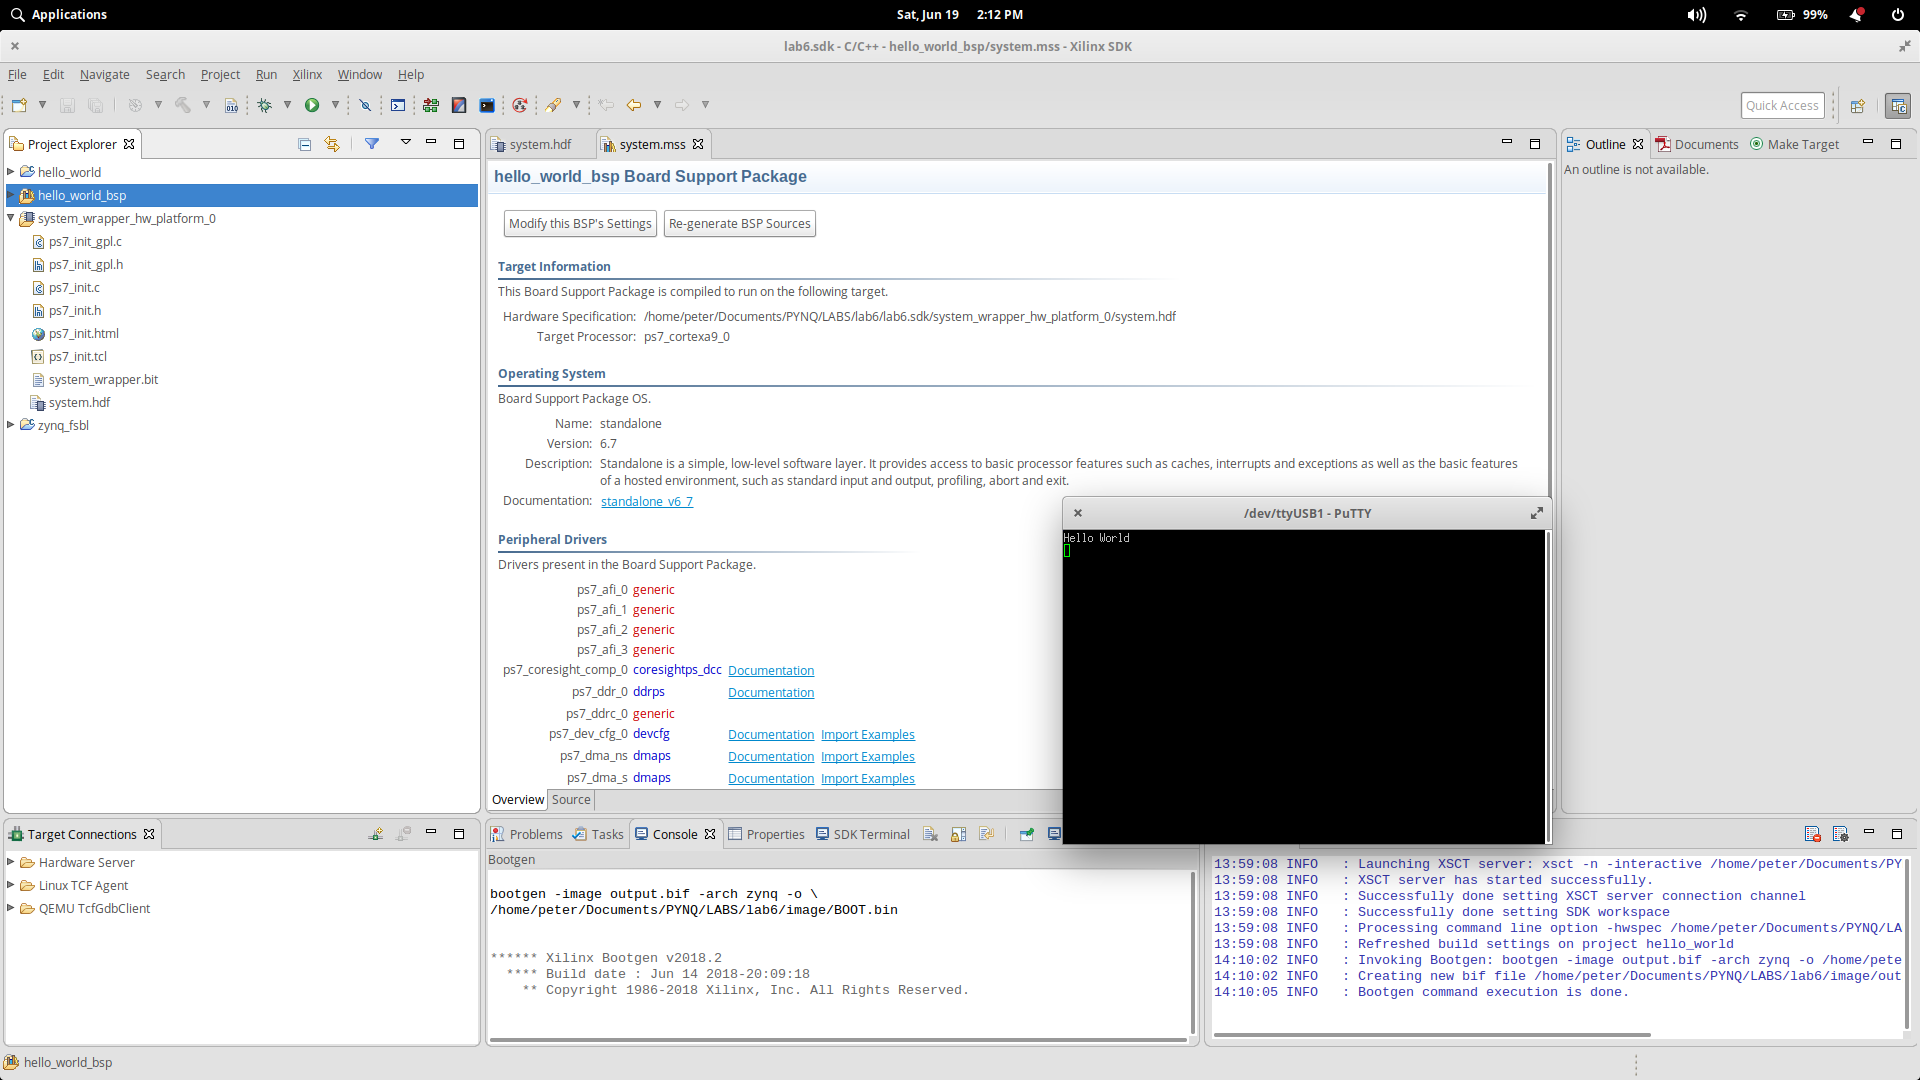 Applications
Sat, Jun 19 2:12 PM
99%
lab6.sdk - C/C++ - hello_world_bsp/system.mss - Xilinx SDK
File Edit Navigate Search Project Run Xilinx Window Help
Quick Access
Project Explorer
hello_world
hello_world_bsp
system_wrapper_hw_platform_0
ps7_init_gpl.c
ps7_init_gpl.h
ps7_init.c
ps7_init.h
ps7_init.html
ps7_init.tcl
system_wrapper.bit
system.hdf
zynq_fsbl
system.hdf system.mss
hello_world_bsp Board Support Package
Modify this BSP's Settings Re-generate BSP Sources
Target Information
This Board Support Package is compiled to run on the following target.
Hardware Specification: /home/peter/Documents/PYNQ/LABS/lab6/lab6.sdk/system_wrapper_hw_platform_0/system.hdf
Target Processor: ps7_cortexa9_0
Operating System
Board Support Package OS.
Name: standalone
Version: 6.7
Description: Standalone is a simple, low-level software layer. It provides access to basic processor features such as caches, interrupts and exceptions as well as the basic features
of a hosted environment, such as standard input and output, profiling, abort and exit.
Documentation: standalone_v6_7
Peripheral Drivers
Drivers present in the Board Support Package.
ps7_afi_0 generic
ps7_afi_1 generic
ps7_afi_2 generic
ps7_afi_3 generic
ps7_coresight_comp_0 coresightps_dcc Documentation
ps7_ddr_0 ddrps Documentation
ps7_ddrc_0 generic
ps7_dev_cfg_0 devcfg Documentation Import Examples
ps7_dma_ns dmaps Documentation Import Examples
ps7_dma_s dmaps Documentation Import Examples
Overview Source
/dev/ttyUSB1 - PuTTY
Hello World
Outline Documents Make Target
An outline is not available.
Target Connections
Hardware Server
Linux TCF Agent
QEMU TcfGdbClient
Problems Tasks Console Properties SDK Terminal
Bootgen
bootgen -image output.bif -arch zynq -o \
/home/peter/Documents/PYNQ/LABS/lab6/image/BOOT.bin
****** Xilinx Bootgen v2018.2
**** Build date : Jun 14 2018-20:09:18
** Copyright 1986-2018 Xilinx, Inc. All Rights Reserved.
13:59:08 INFO : Launching XSCT server: xsct -n -interactive /home/peter/Documents/PY
13:59:08 INFO : XSCT server has started successfully.
13:59:08 INFO : Successfully done setting XSCT server connection channel
13:59:08 INFO : Successfully done setting SDK workspace
13:59:08 INFO : Processing command line option -hwspec /home/peter/Documents/PYNQ/LA
13:59:08 INFO : Refreshed build settings on project hello_world
14:10:02 INFO : Invoking Bootgen: bootgen -image output.bif -arch zynq -o /home/pete
14:10:02 INFO : Creating new bif file /home/peter/Documents/PYNQ/LABS/lab6/image/out
14:10:05 INFO : Bootgen command execution is done.
hello_world_bsp